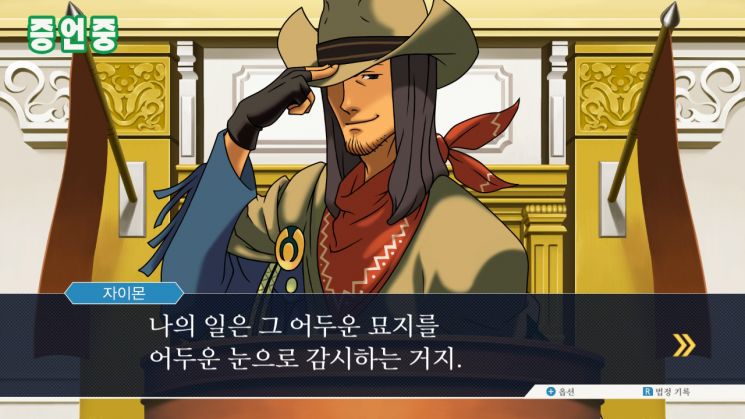 증언중
자이몬
나의 일은 그 어두운 묘지를
어두운 눈으로 감시하는 거지.
+ 옵션
R 법정 기록